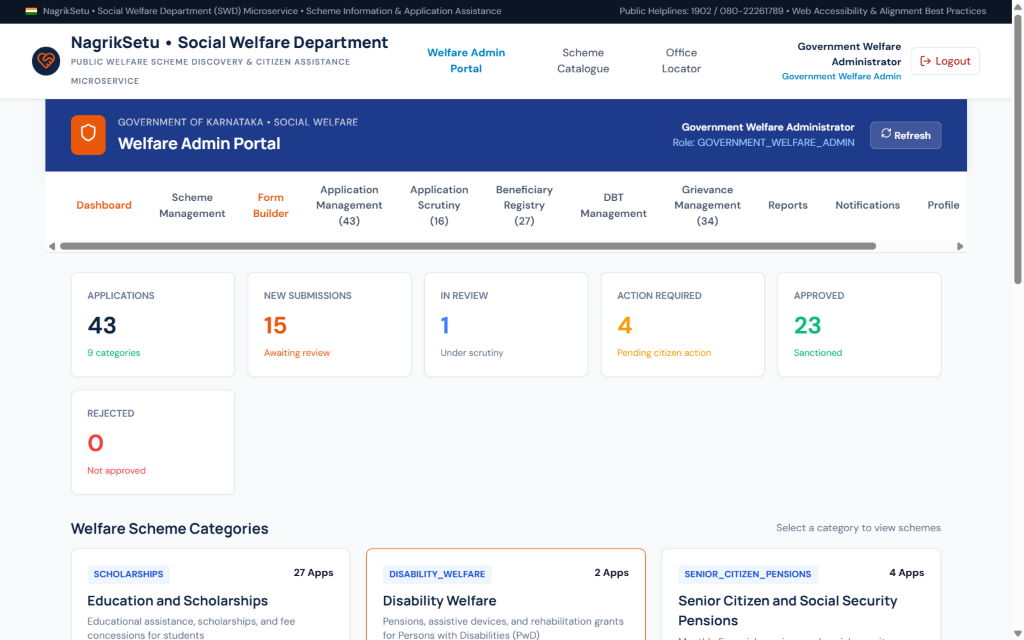 NagrikSetu • Social Welfare Department (SWD) Microservice • Scheme Information & Application Assistance
Public Helplines: 1902 / 080-22261789 • Web Accessibility & Alignment Best Practices
NagrikSetu • Social Welfare Department
PUBLIC WELFARE SCHEME DISCOVERY & CITIZEN ASSISTANCE
MICROSERVICE
Welfare Admin
Portal
Scheme
Catalogue
Office
Locator
Government Welfare
Administrator
Government Welfare Admin
Logout
GOVERNMENT OF KARNATAKA • SOCIAL WELFARE
Welfare Admin Portal
Government Welfare Administrator
Role: GOVERNMENT_WELFARE_ADMIN
Refresh
Dashboard
Scheme
Management
Form
Builder
Application
Management
(43)
Application
Scrutiny
(16)
Beneficiary
Registry
(27)
DBT
Management
Grievance
Management
(34)
Reports
Notifications
Profile
APPLICATIONS
43
9 categories
NEW SUBMISSIONS
15
Awaiting review
IN REVIEW
1
Under scrutiny
ACTION REQUIRED
4
Pending citizen action
APPROVED
23
Sanctioned
REJECTED
0
Not approved
Welfare Scheme Categories
Select a category to view schemes
SCHOLARSHIPS
27 Apps
Education and Scholarships
Educational assistance, scholarships, and fee
concessions for students
DISABILITY_WELFARE
2 Apps
Disability Welfare
Pensions, assistive devices, and rehabilitation grants
for Persons with Disabilities (PwD)
SENIOR_CITIZEN_PENSIONS
4 Apps
Senior Citizen and Social Security
Pensions